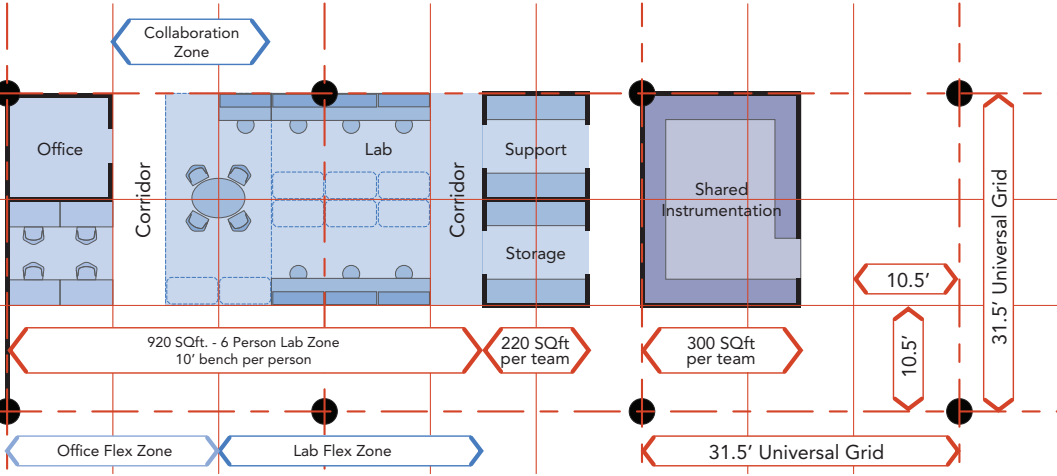 Collaboration
Zone
Office
Corridor
Lab
Corridor
Support
Storage
Shared
Instrumentation
10.5’
10.5’
31.5’ Universal Grid
920 SQft. - 6 Person Lab Zone
10’ bench per person
220 SQft
per team
300 SQft
per team
Office Flex Zone
Lab Flex Zone
31.5’ Universal Grid